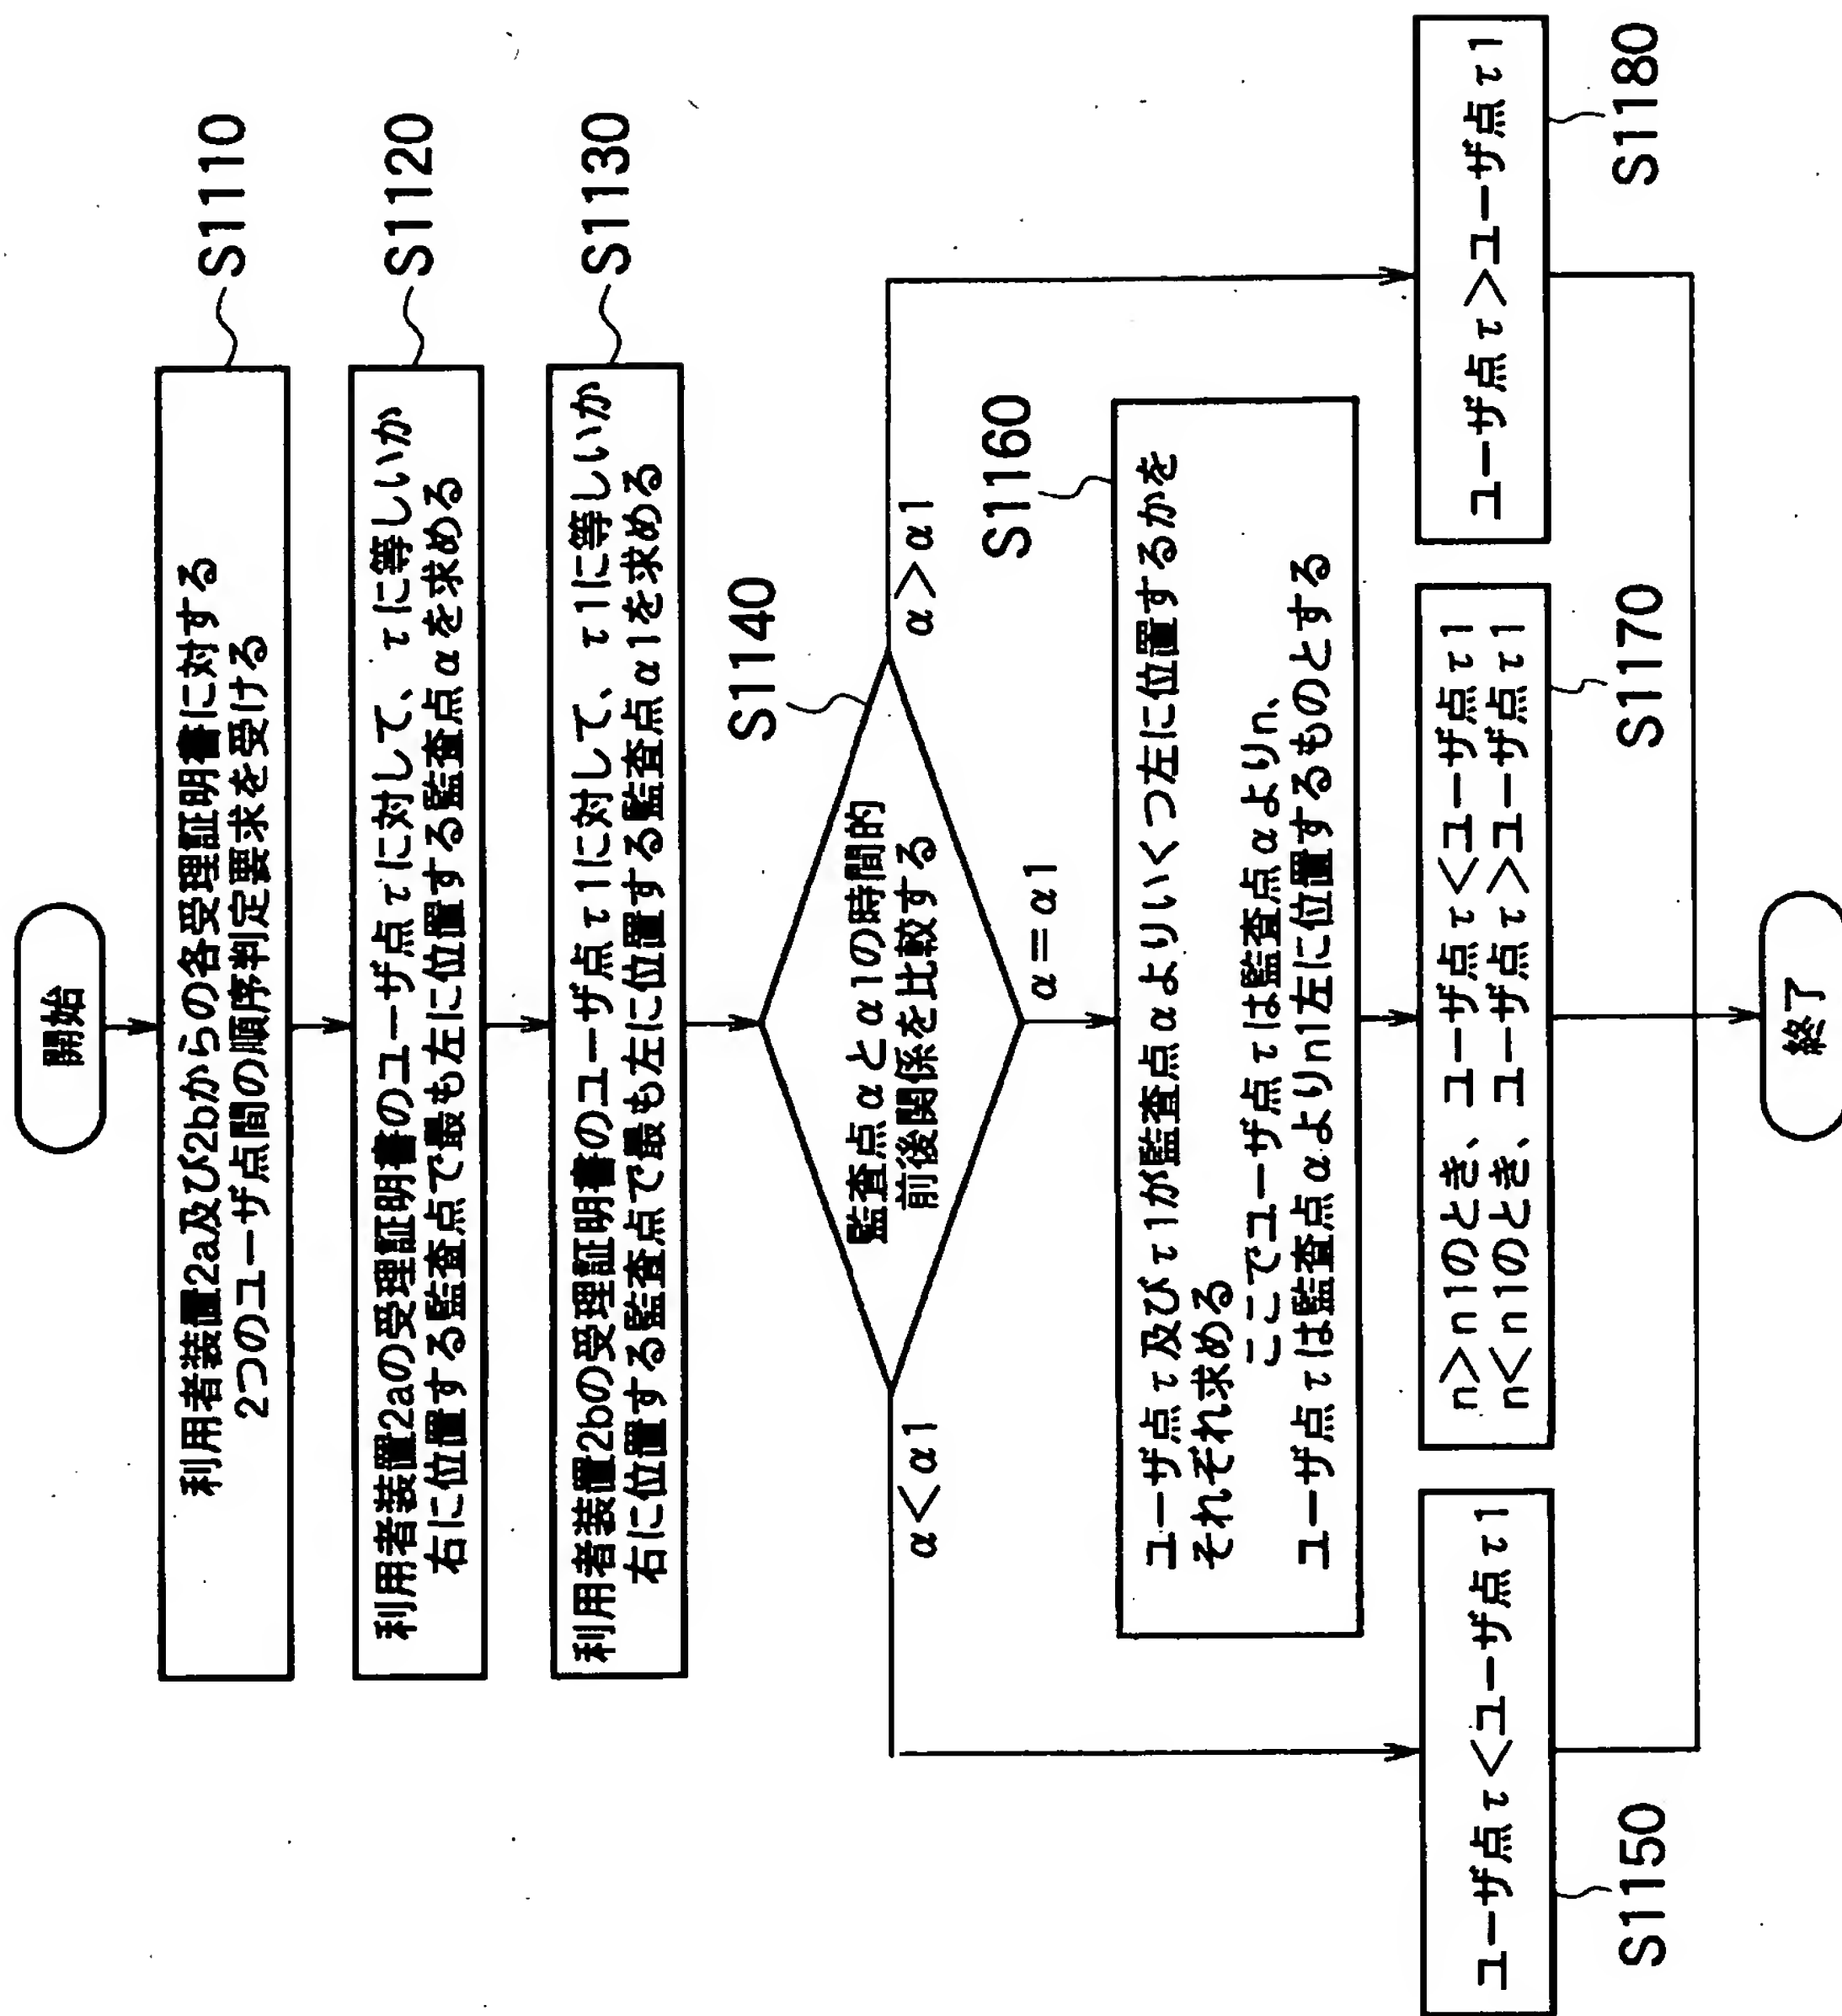 開始
利用者装置2a及び2bからの各受理証明書に対する
2つのユーザ点間の順序判定要求を受ける
S1110
利用者装置2aの受理証明書のユーザ点τに対して、τに等しいか
右に位置する監査点で最も左に位置する監査点αを求める
S1120
利用者装置2bの受理証明書のユーザ点τ1に対して、τ1に等しいか
右に位置する監査点で最も左に位置する監査点α1を求める
S1130
S1140
監査点αとα1の時間的
前後関係を比較する
α<α1
α=α1
α>α1
S1160
ユーザ点τ及びτ1が監査点αよりいくつ左に位置するかを
それぞれ求める
ここでユーザ点τは監査点αよりn、
ユーザ点τは監査点αよりn1左に位置するものとする
ユーザ点τ<ユーザ点τ1
S1150
n>n1のとき、ユーザ点τ<ユーザ点τ1
n<n1のとき、ユーザ点τ>ユーザ点τ1
S1170
ユーザ点τ>ユーザ点τ1
S1180
終了